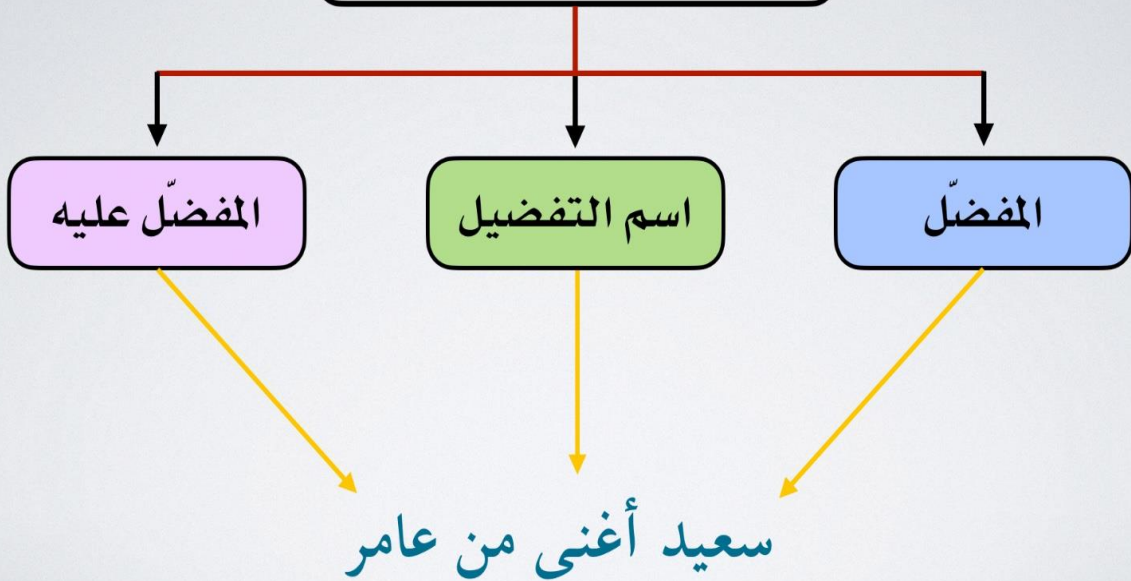 المفضّل
اسم التفضيل
المفضّل عليه
سعيد أغنى من عامر